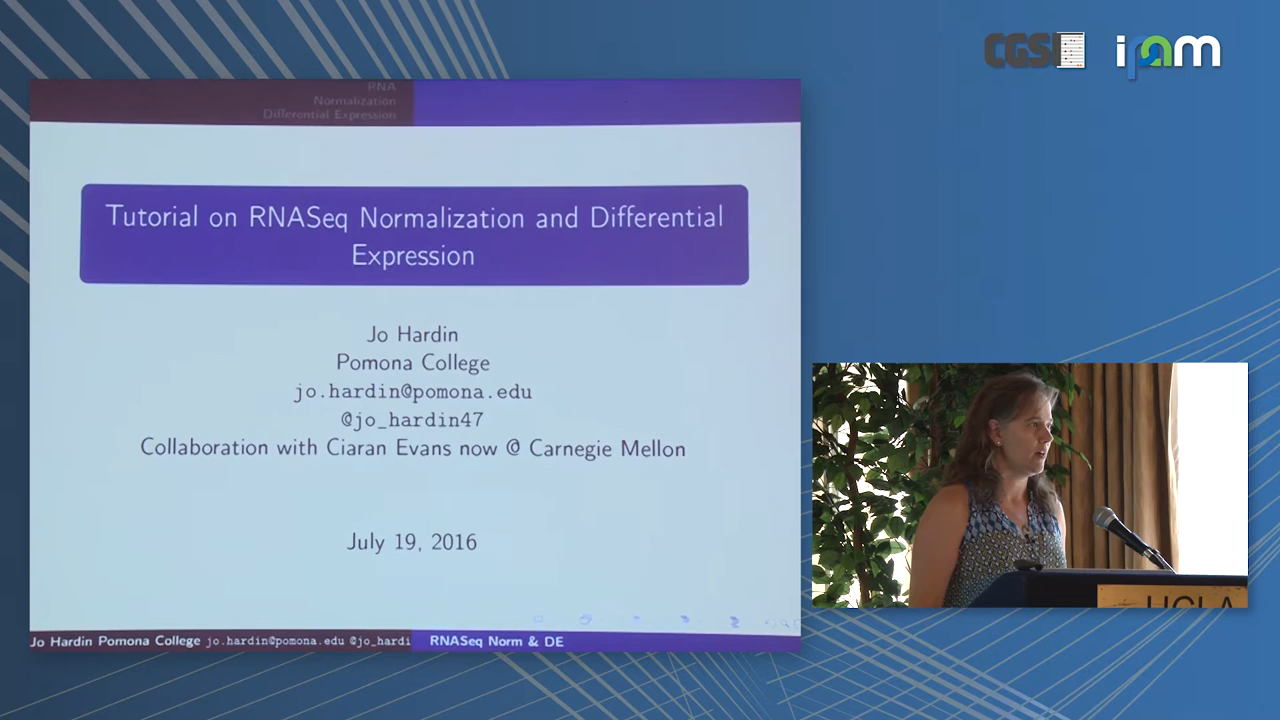 CGSI
ipam
RNA
Normalization
Differential Expression
Tutorial on RNASeq Normalization and Differential
Expression
Jo Hardin
Pomona College
jo.hardin@pomona.edu
@jo_hardin47
Collaboration with Ciaran Evans now @ Carnegie Mellon
July 19, 2016
UCLA
Jo Hardin Pomona College jo.hardin@pomona.edu @jo_hardi
RNASeq Norm & DE